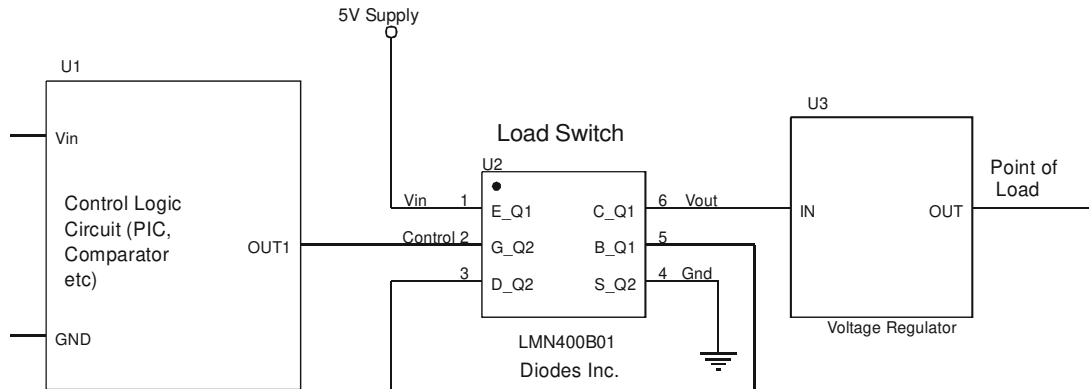 5V Supply
U1
U3
Load Switch
U2
Point of
Load
Vin
Vin 1
E_Q1
C_Q1
6 Vout
IN
OUT
Control Logic
Circuit (PIC,
Comparator
etc)
OUT1
Control 2
G_Q2
B_Q1
5
3
D_Q2
S_Q2
4 Gnd
GND
LMN400B01
Diodes Inc.
Voltage Regulator